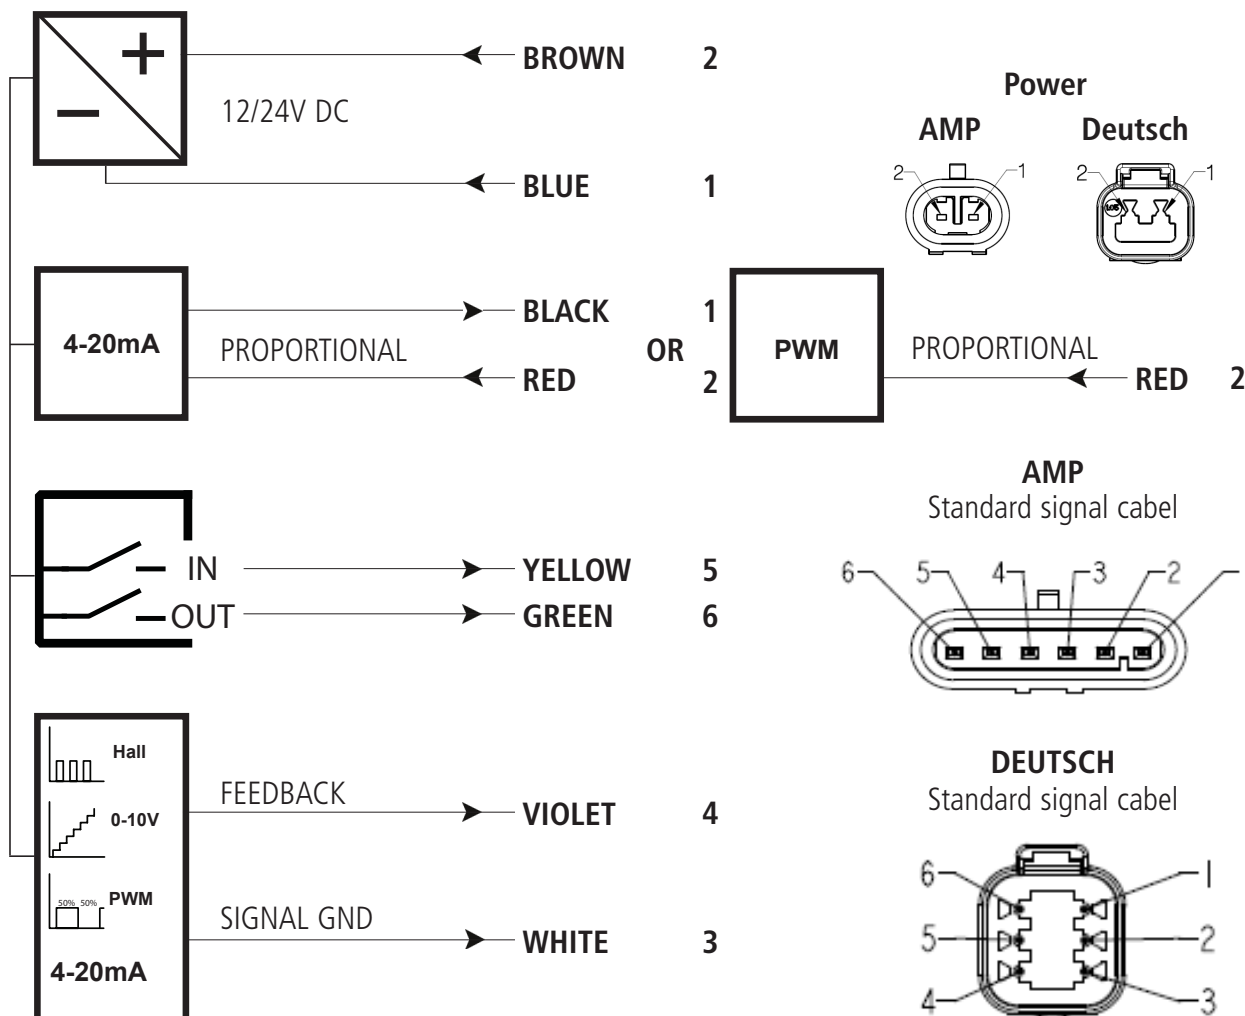 BROWN 2
12/24V DC
BLUE 1
Power
AMP Deutsch
2 1 2 1
4-20mA
PROPORTIONAL
BLACK 1
RED 2
OR
PWM
PROPORTIONAL
RED 2
IN YELLOW 5
OUT GREEN 6
AMP
Standard signal cabel
6 5 4 3 2
Hall
0-10V
50% 50% PWM
4-20mA
FEEDBACK
VIOLET 4
SIGNAL GND
WHITE 3
DEUTSCH
Standard signal cabel
6 1
5 2
4 3